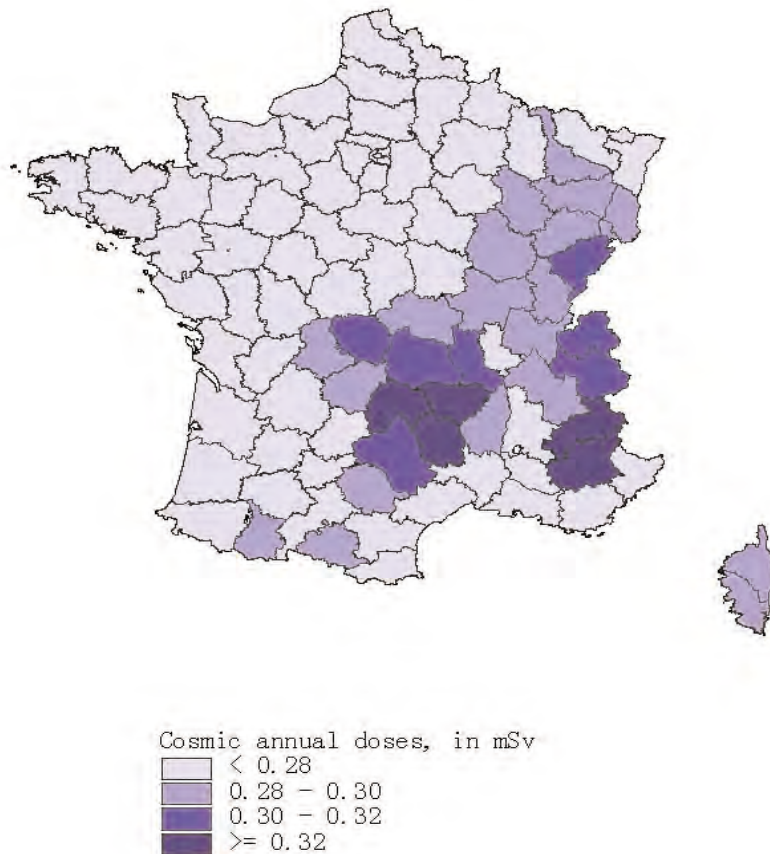 Cosmic annual doses, in mSv
< 0.28
0.28 - 0.30
0.30 - 0.32
>= 0.32